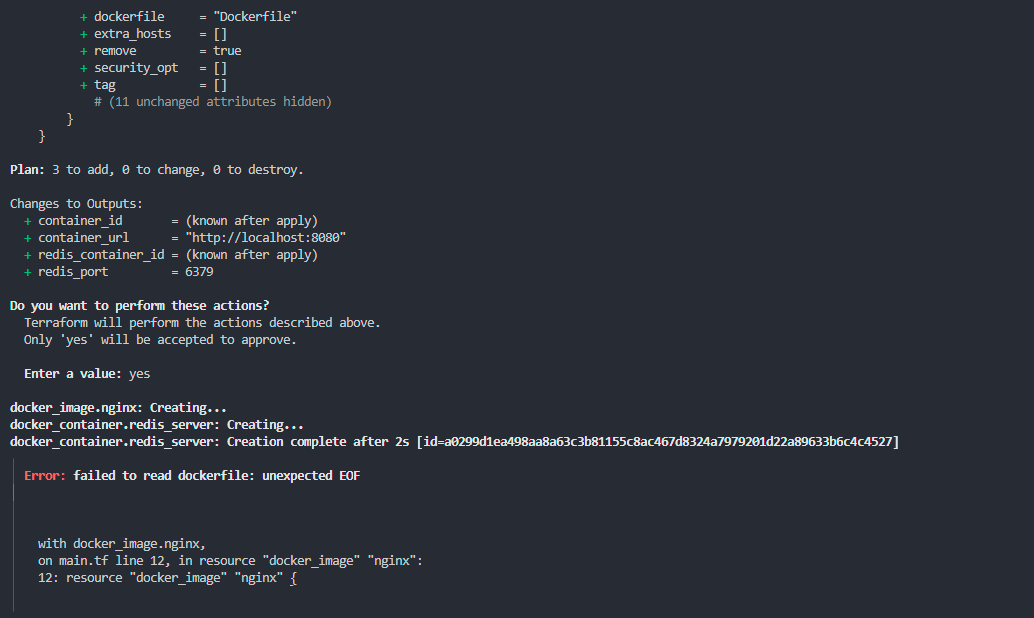 + dockerfile     = "Dockerfile"
+ extra_hosts    = []
+ remove         = true
+ security_opt   = []
+ tag            = []
# (11 unchanged attributes hidden)
}
}
Plan: 3 to add, 0 to change, 0 to destroy.
Changes to Outputs:
+ container_id       = (known after apply)
+ container_url      = "http://localhost:8080"
+ redis_container_id = (known after apply)
+ redis_port         = 6379
Do you want to perform these actions?
Terraform will perform the actions described above.
Only 'yes' will be accepted to approve.
Enter a value: yes
docker_image.nginx: Creating...
docker_container.redis_server: Creating...
docker_container.redis_server: Creation complete after 2s [id=a0299d1ea498aa8a63c3b81155c8ac467d8324a7979201d22a89633b6c4c4527]
Error: failed to read dockerfile: unexpected EOF
with docker_image.nginx,
on main.tf line 12, in resource "docker_image" "nginx":
12: resource "docker_image" "nginx" {